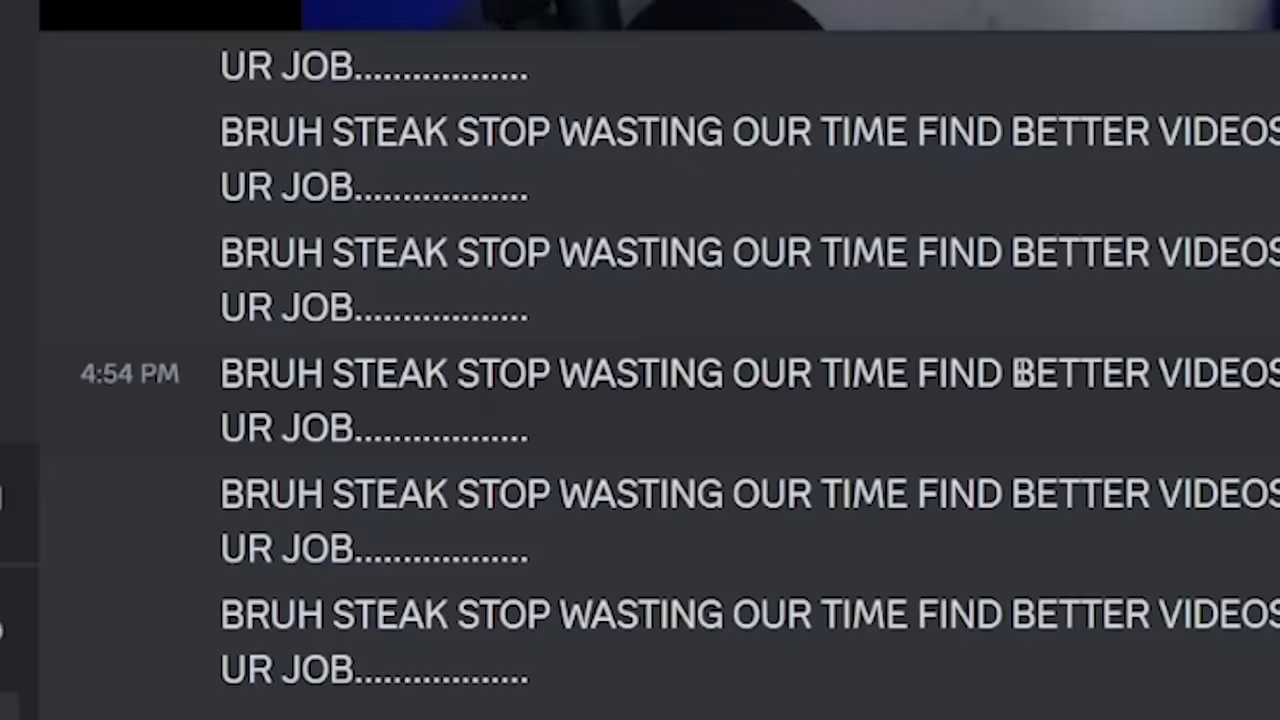 UR JOB..................
BRUH STEAK STOP WASTING OUR TIME FIND BETTER VIDEOS
UR JOB..................
BRUH STEAK STOP WASTING OUR TIME FIND BETTER VIDEOS
UR JOB..................
4:54 PM BRUH STEAK STOP WASTING OUR TIME FIND BETTER VIDEOS
UR JOB..................
BRUH STEAK STOP WASTING OUR TIME FIND BETTER VIDEOS
UR JOB..................
BRUH STEAK STOP WASTING OUR TIME FIND BETTER VIDEOS
UR JOB..................